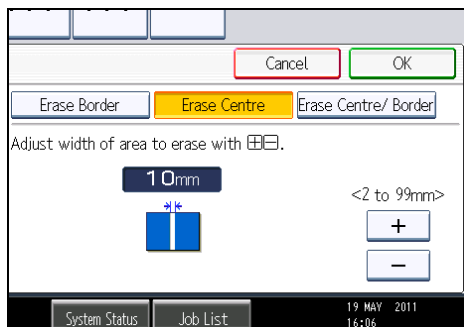 Cancel OK
Erase Border Erase Centre Erase Centre/ Border
Adjust width of area to erase with ⊞⊟.
10mm
<2 to 99mm>
+
−
System Status Job List 19 MAY 2011
16:06